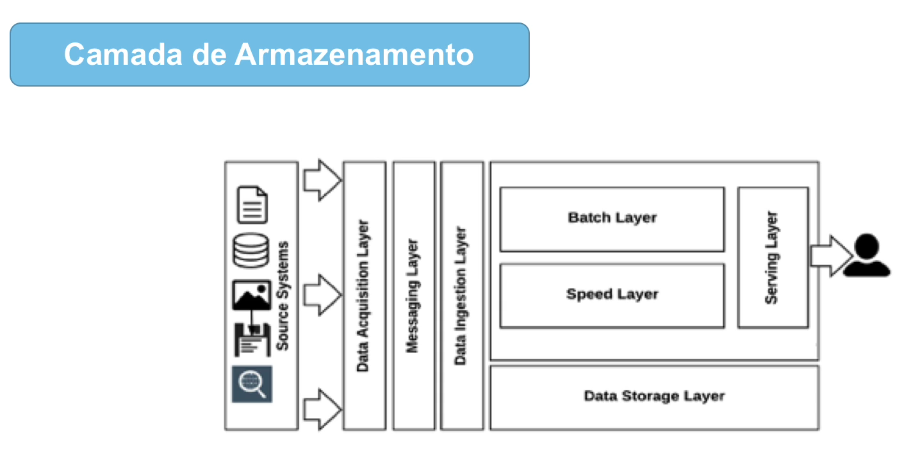 Camada de Armazenamento
Source Systems
Data Acquisition Layer
Messaging Layer
Data Ingestion Layer
Batch Layer
Speed Layer
Serving Layer
Data Storage Layer